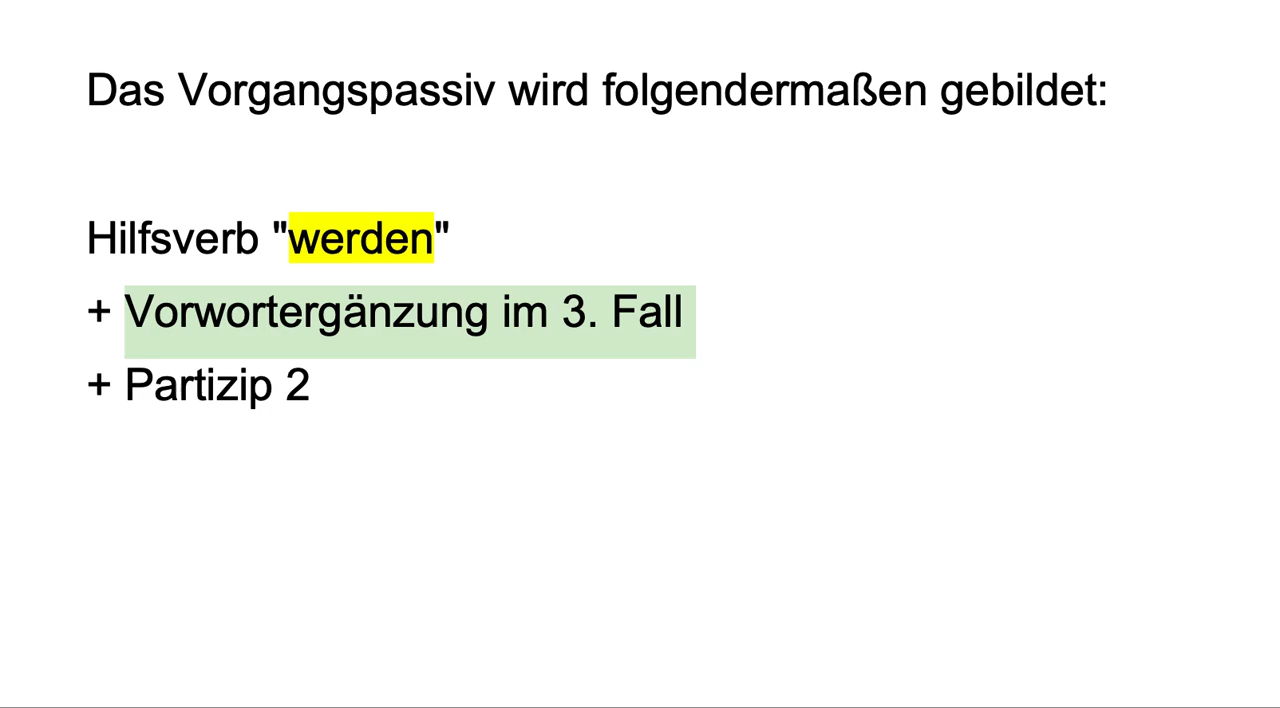 Das Vorgangspassiv wird folgendermaßen gebildet:
Hilfsverb "werden"
+ Vorwortergänzung im 3. Fall
+ Partizip 2